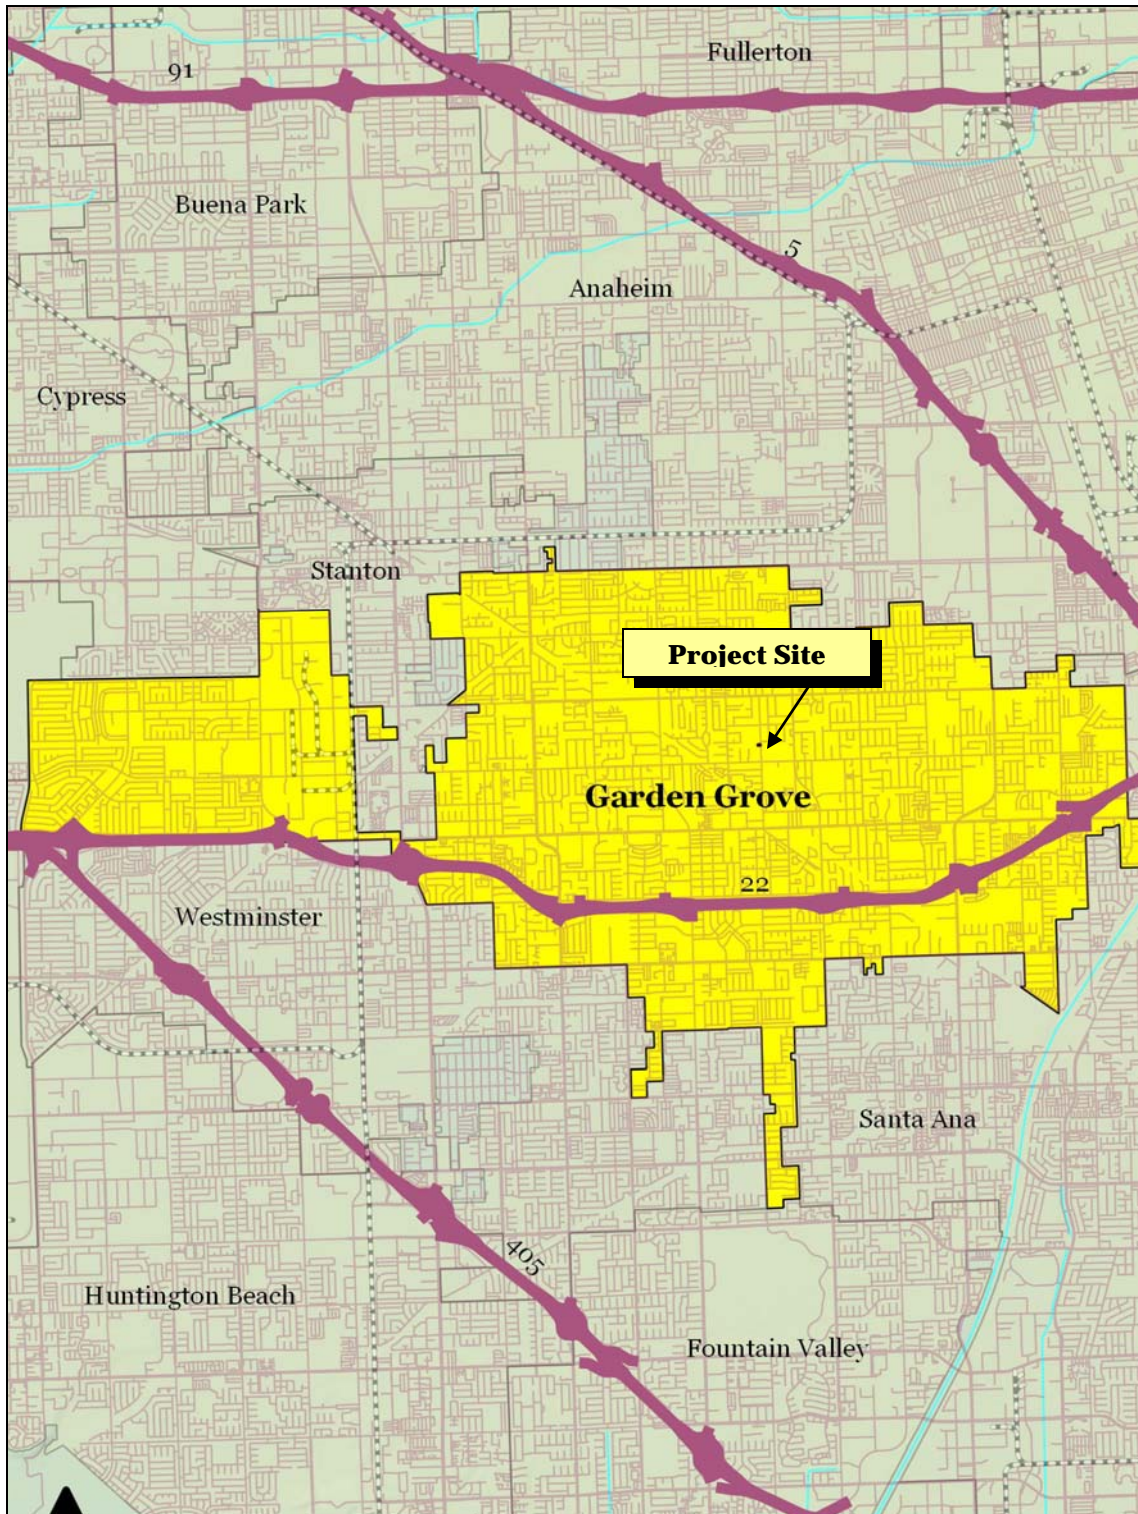 Fullerton
91
Buena Park
5
Anaheim
Cypress
Stanton
Project Site
Garden Grove
22
Westminster
Santa Ana
405
Huntington Beach
Fountain Valley